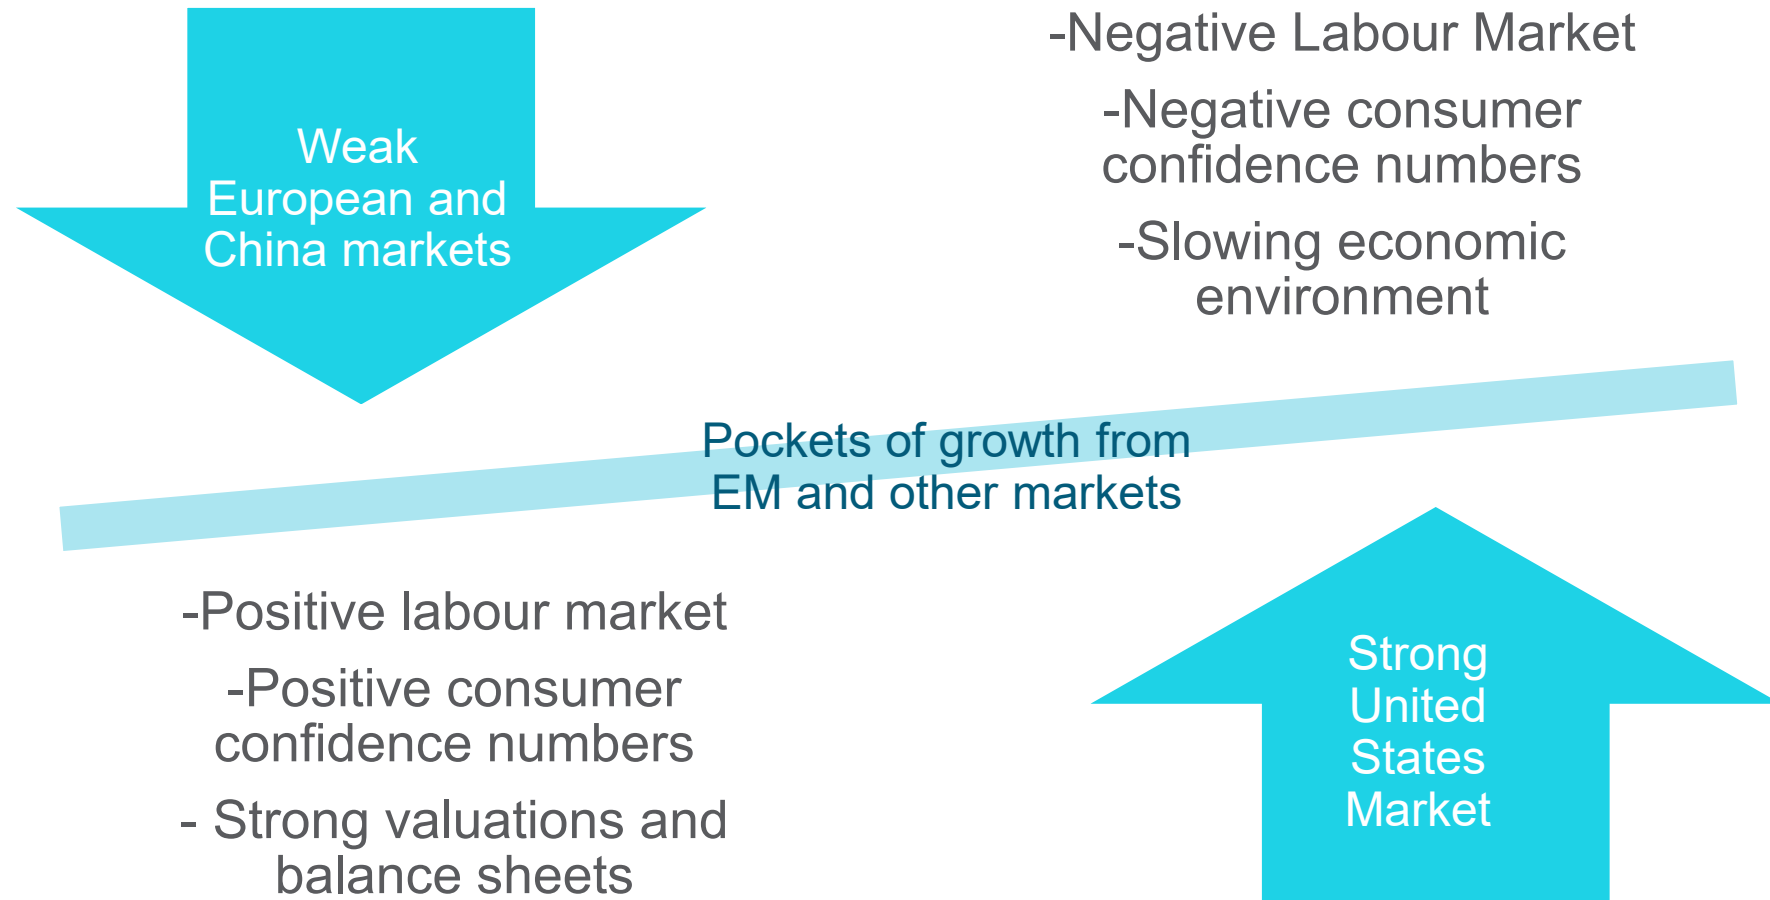 Weak
European and
China markets
-Negative Labour Market
-Negative consumer
confidence numbers
-Slowing economic
environment
Pockets of growth from
EM and other markets
-Positive labour market
-Positive consumer
confidence numbers
- Strong valuations and
balance sheets
Strong
United
States
Market